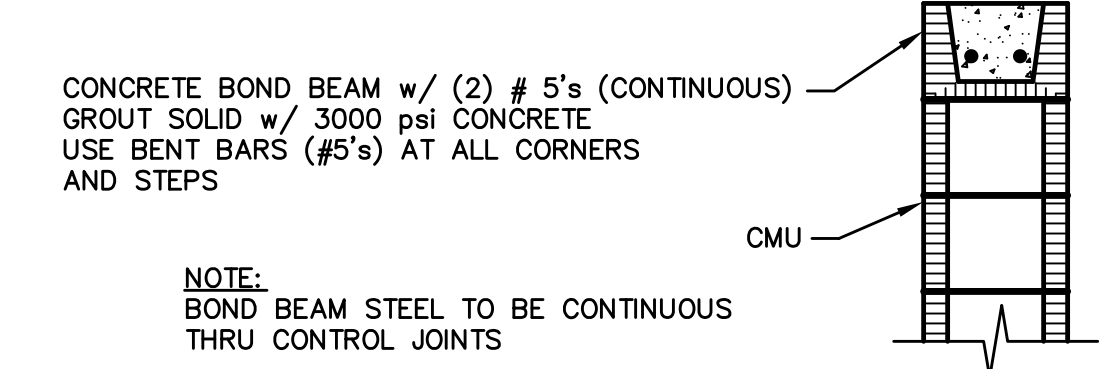 CONCRETE BOND BEAM w/ (2) # 5's (CONTINUOUS)
GROUT SOLID w/ 3000 psi CONCRETE
USE BENT BARS (#5's) AT ALL CORNERS
AND STEPS
CMU
NOTE:
BOND BEAM STEEL TO BE CONTINUOUS
THRU CONTROL JOINTS